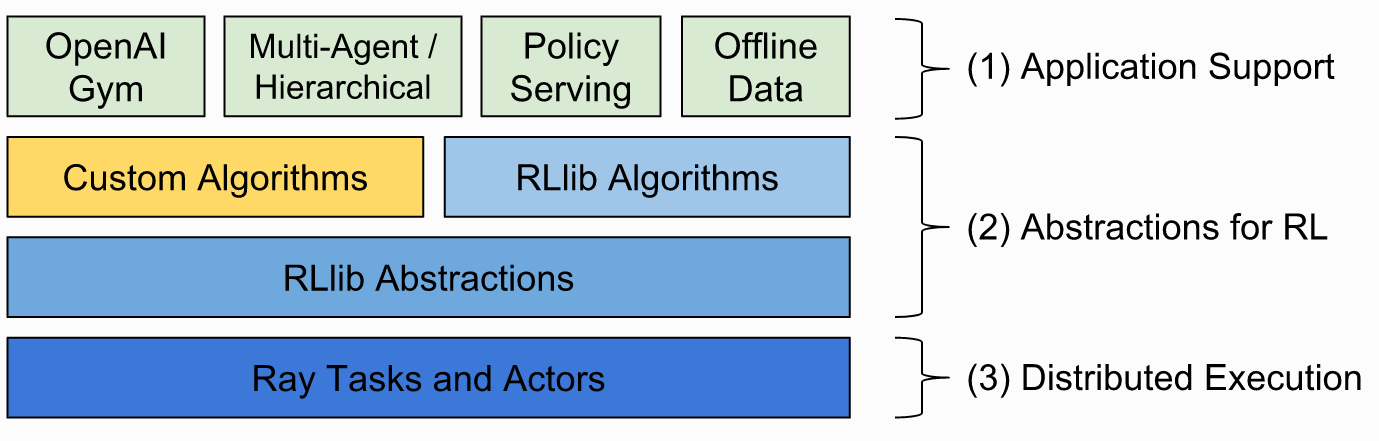 OpenAI
Gym
Multi-Agent /
Hierarchical
Policy
Serving
Offline
Data
(1) Application Support
Custom Algorithms
RLlib Algorithms
(2) Abstractions for RL
RLlib Abstractions
Ray Tasks and Actors
(3) Distributed Execution